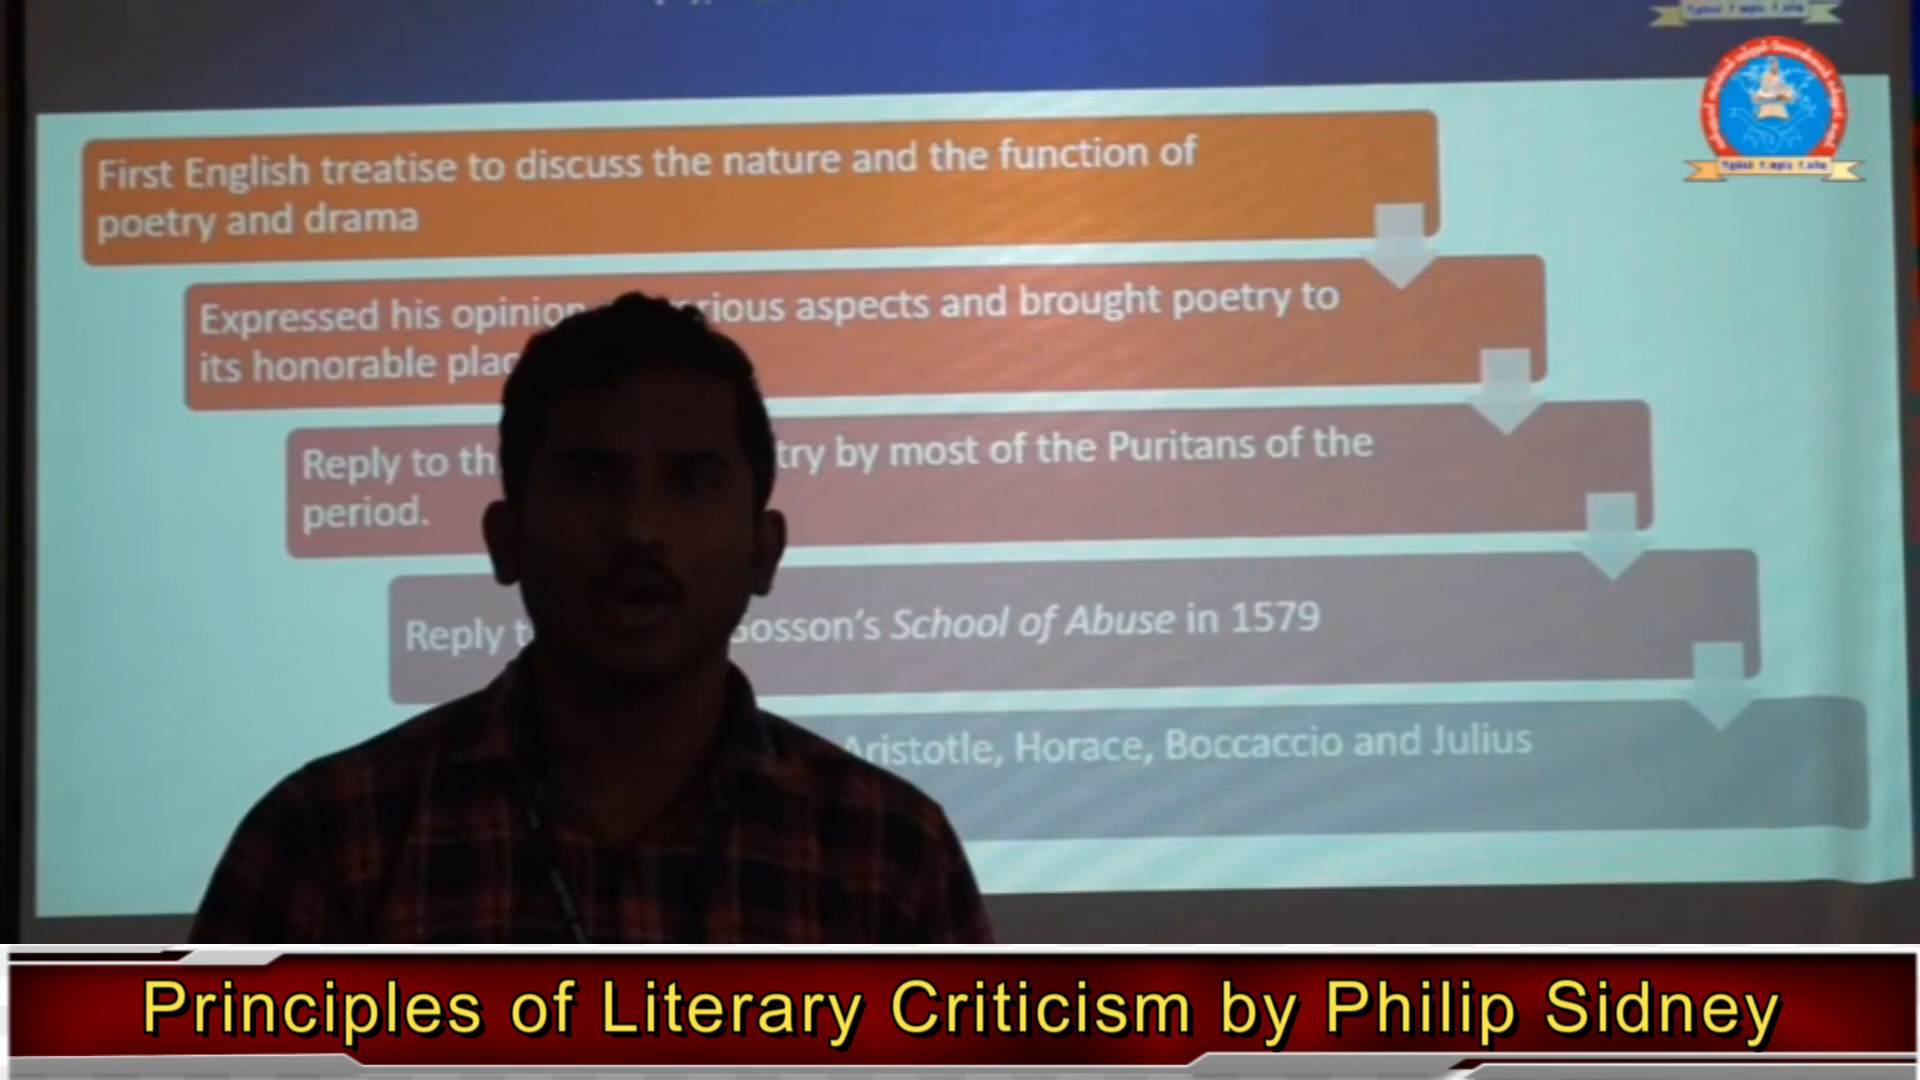 First English treatise to discuss the nature and the function of
poetry and drama
Expressed his opinion rious aspects and brought poetry to
its honorable plac
Reply to th try by most of the Puritans of the
period.
Reply t osson's School of Abuse in 1579
Aristotle, Horace, Boccaccio and Julius
Principles of Literary Criticism by Philip Sidney